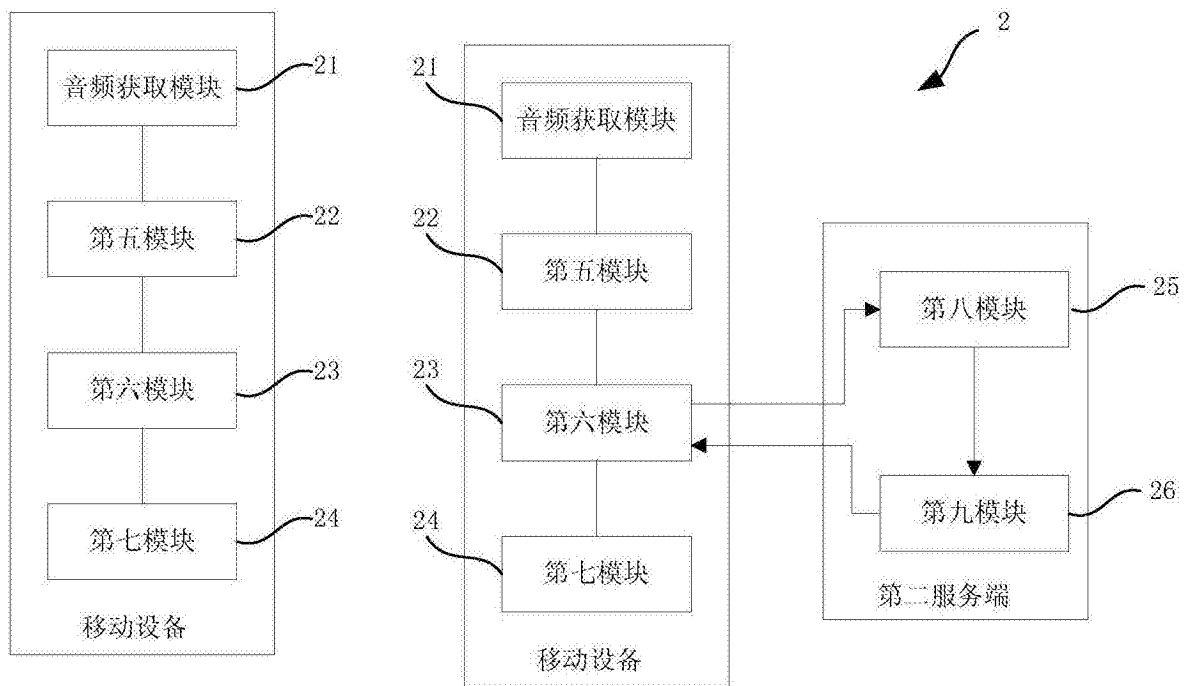 音频获取模块
21
第五模块
22
第六模块
23
第七模块
24
移动设备
21
音频获取模块
22
第五模块
23
第六模块
24
第七模块
移动设备
2
第八模块
25
第九模块
26
第二服务端